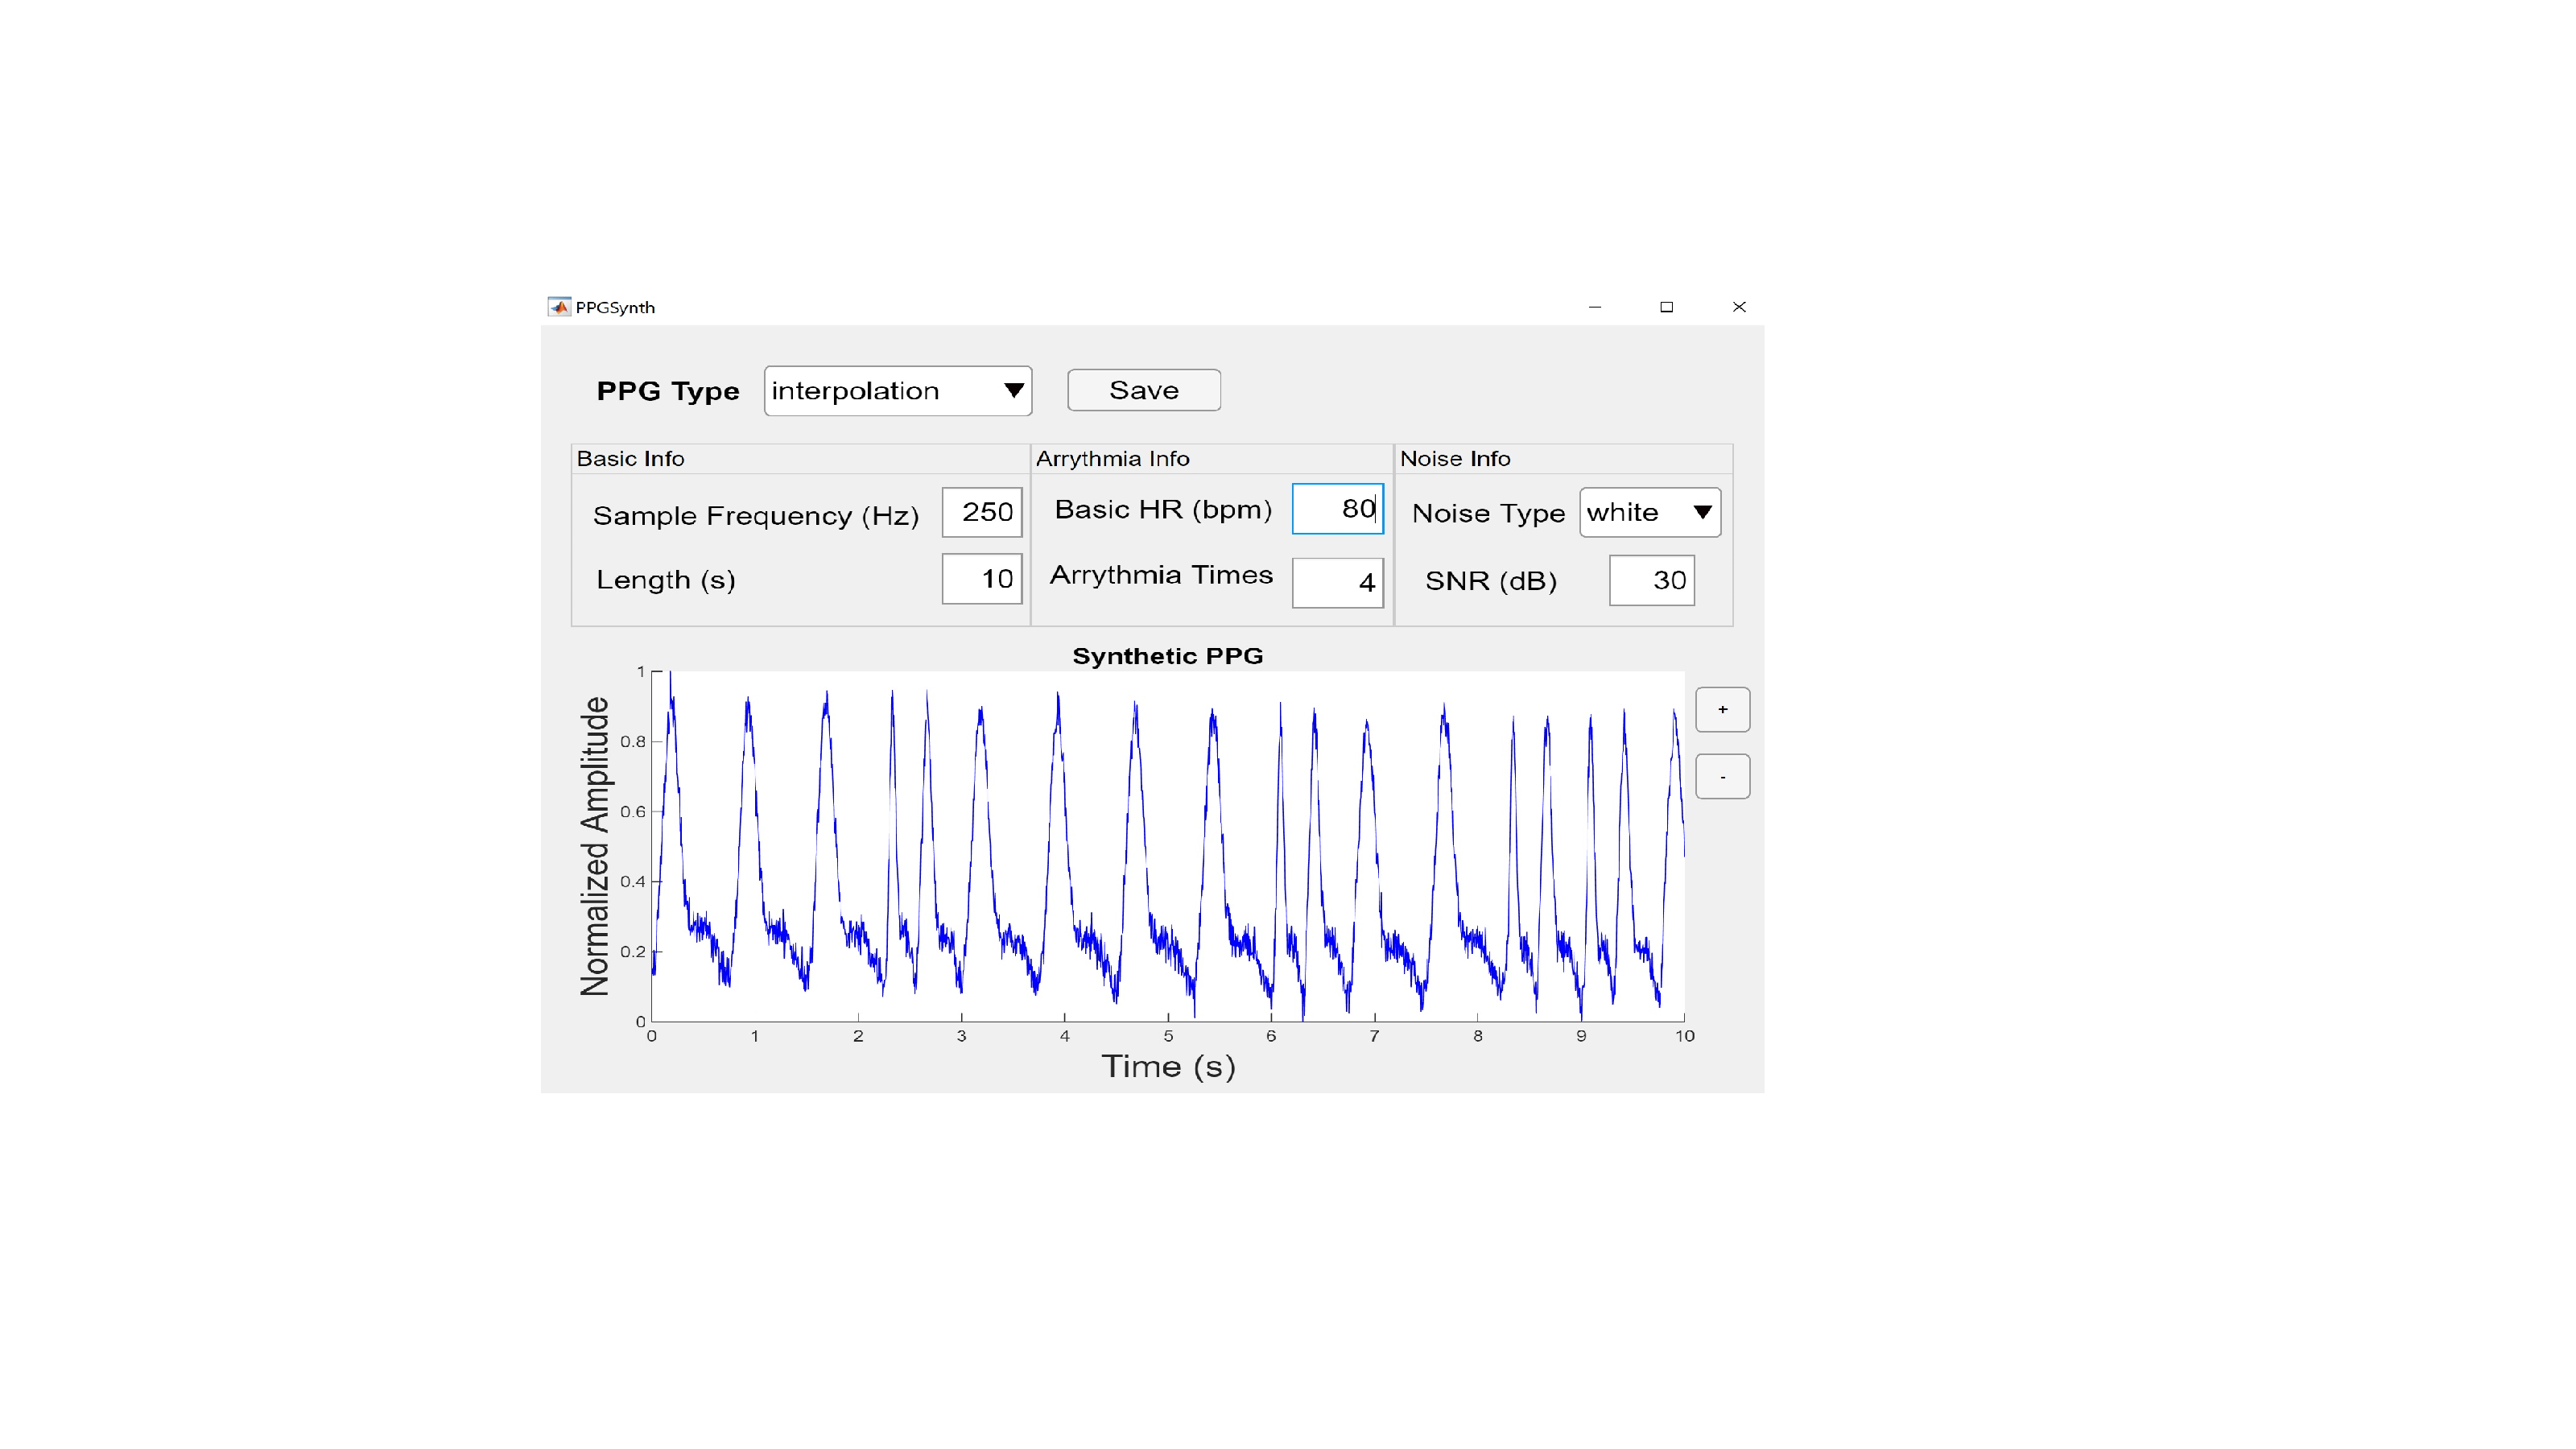 PPGSynth
PPG Type interpolation Save
Basic Info Arrythmia Info Noise Info
Sample Frequency (Hz) 250 Basic HR (bpm) 80 Noise Type white
Length (s) 10 Arrythmia Times 4 SNR (dB) 30
Synthetic PPG
Normalized Amplitude
1
0.8
0.6
0.4
0.2
0
0 1 2 3 4 5 6 7 8 9 10
Time (s)
+
-